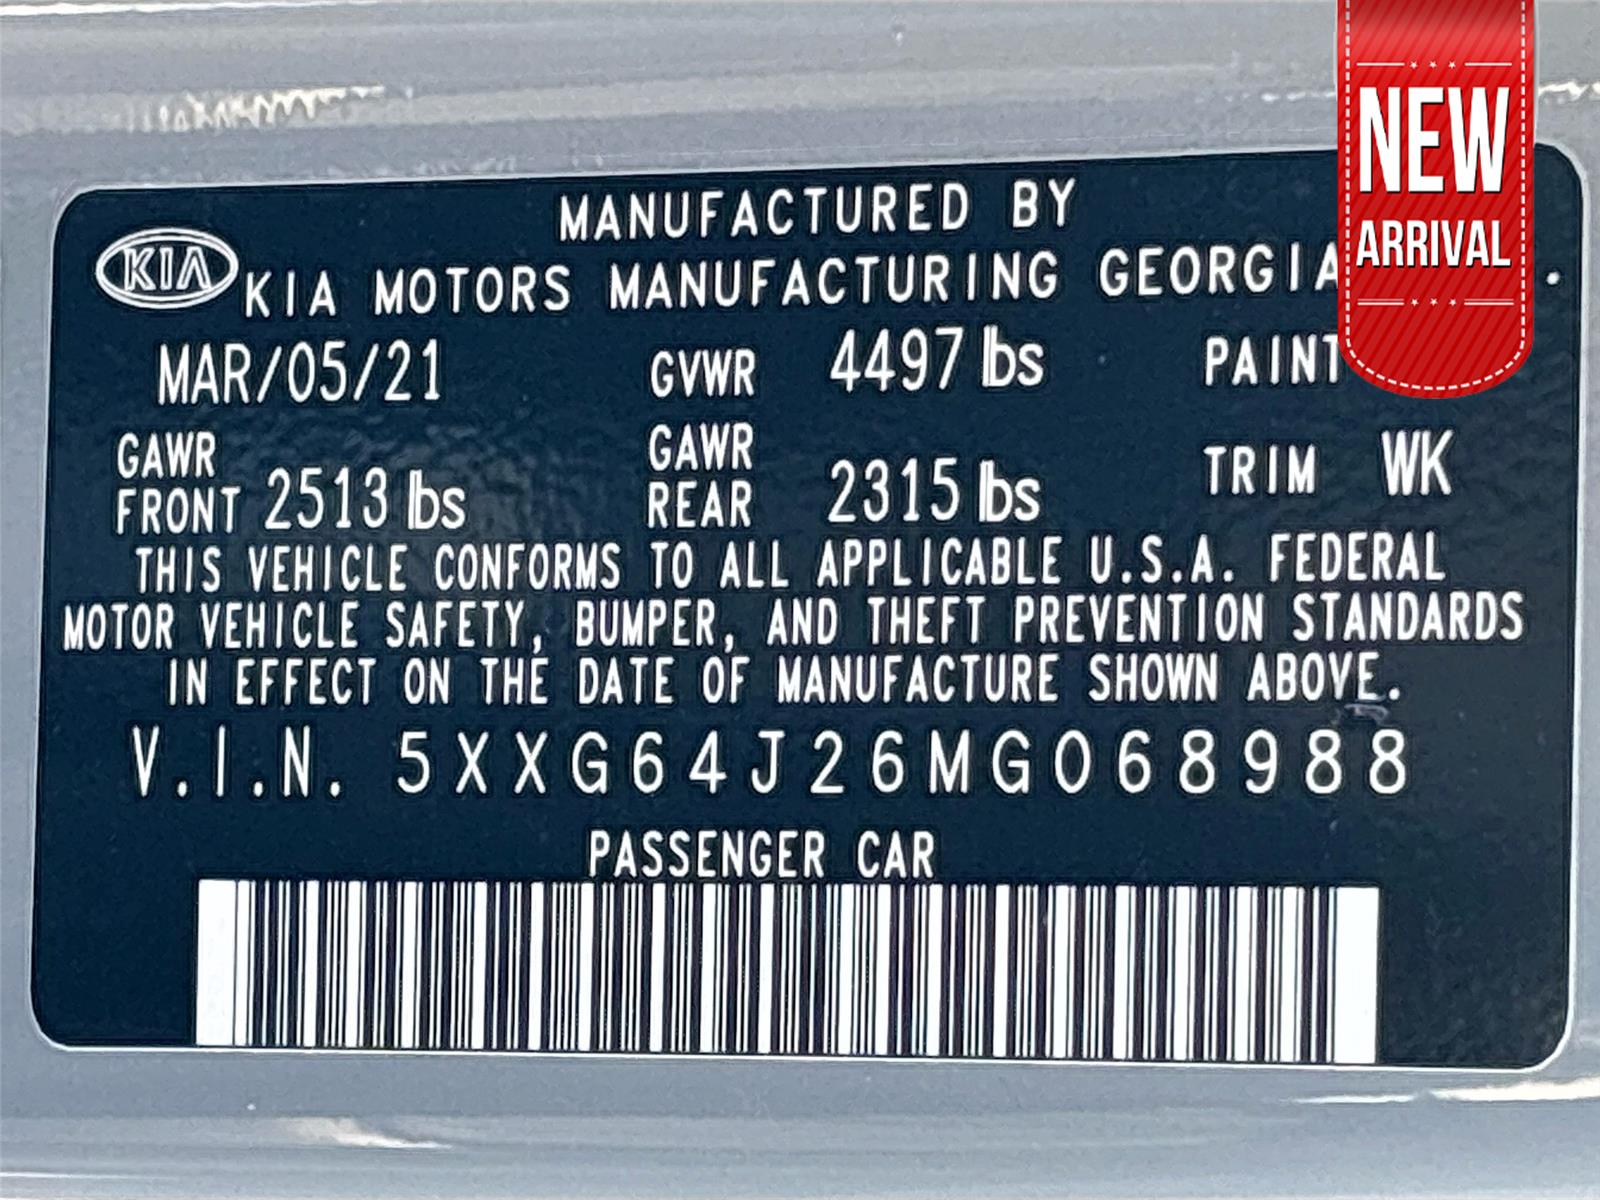 NEW
ARRIVAL
MANUFACTURED BY
KIA KIA MOTORS MANUFACTURING GEORGIA .
MAR/05/21 GVWR 4497 lbs PAINT
GAWR FRONT 2513 lbs GAWR REAR 2315 lbs TRIM WK
THIS VEHICLE CONFORMS TO ALL APPLICABLE U.S.A. FEDERAL
MOTOR VEHICLE SAFETY, BUMPER, AND THEFT PREVENTION STANDARDS
IN EFFECT ON THE DATE OF MANUFACTURE SHOWN ABOVE.
V.I.N. 5XXG64J26MG068988
PASSENGER CAR